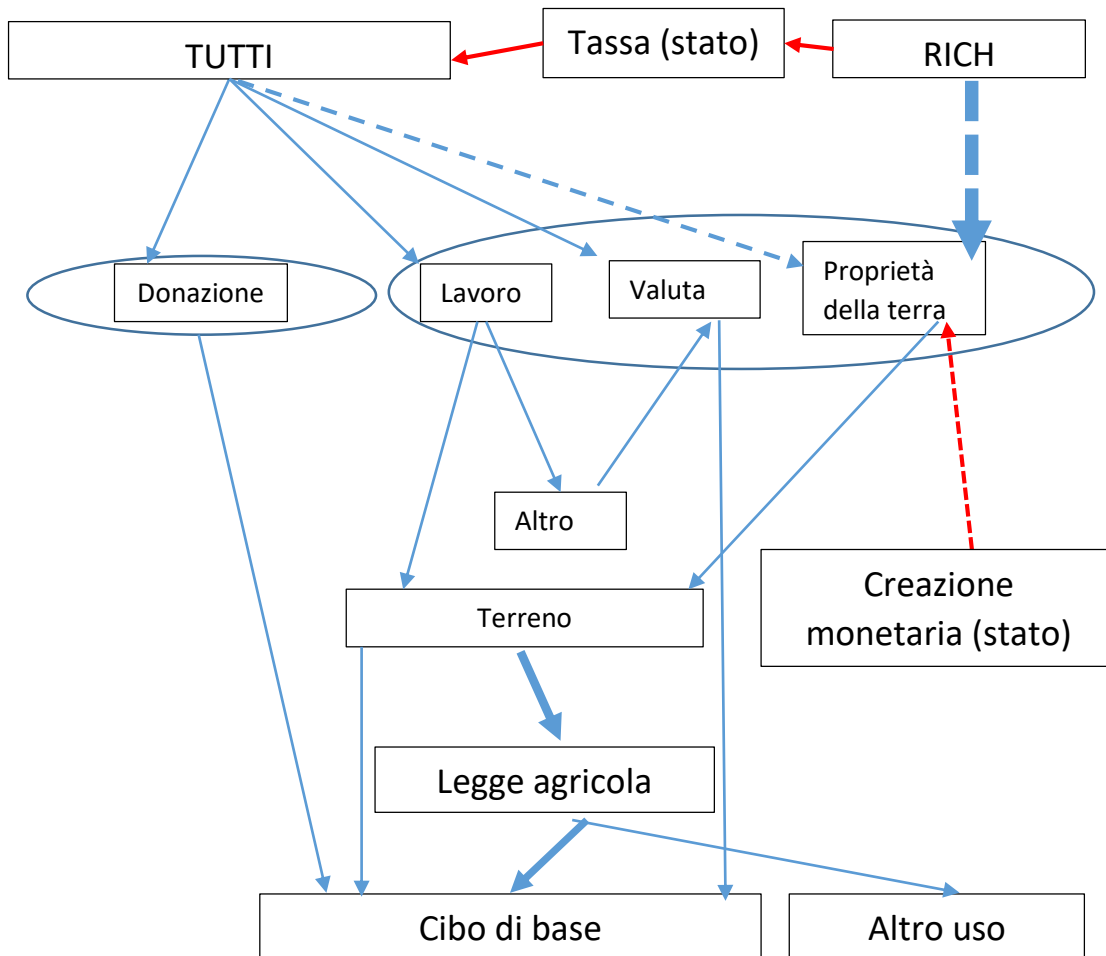 TUTTI
Tassa (stato)
RICH
Donazione
Lavoro
Valuta
Proprietà
della terra
Altro
Terreno
Creazione
monetaria (stato)
Legge agricola
Cibo di base
Altro uso